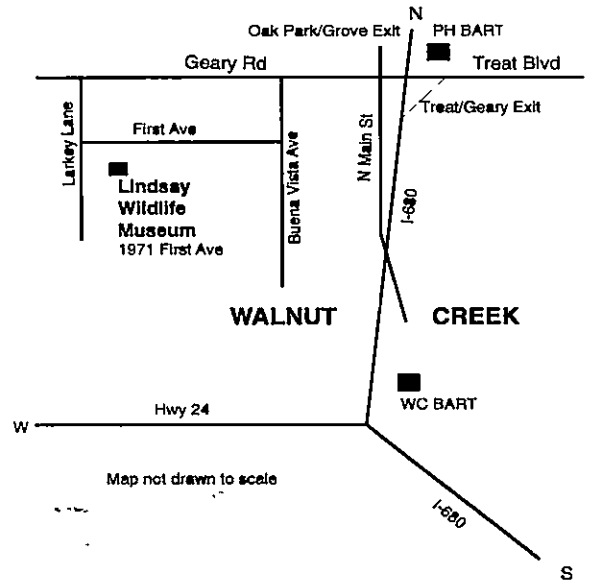 N
Oak Park/Grove Exit
PH BART
Geary Rd
Treat Blvd
Treat/Geary Exit
Larkey Lane
First Ave
N Main St
Buena Vista Ave
Lindsay
Wildlife
Museum
1971 First Ave
I-680
WALNUT CREEK
WC BART
Hwy 24
W
Map not drawn to scale
I-680
S